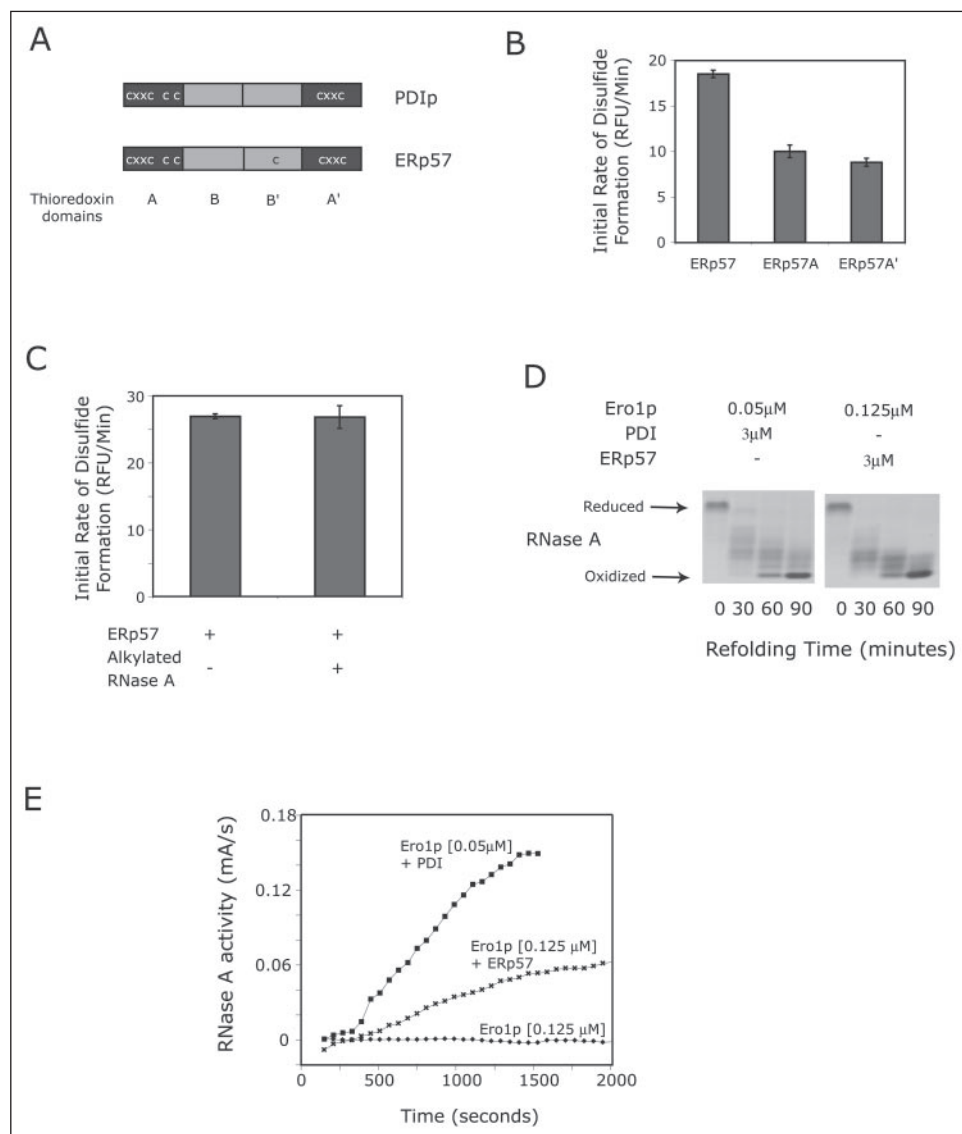 A
CXXC C C CXXC PDIp
CXXC C C C CXXC ERp57
Thioredoxin domains A B B' A'
B
Initial Rate of Disulfide
Formation (RFU/Min)
20
15
10
5
0
ERp57 ERp57A ERp57A'
C
Initial Rate of Disulfide
Formation (RFU/Min)
30
20
10
0
ERp57 + +
Alkylated
RNase A - +
D
Ero1p 0.05μM 0.125μM
PDI 3μM -
ERp57 - 3μM
Reduced
RNase A
Oxidized
0 30 60 90 0 30 60 90
Refolding Time (minutes)
E
RNase A activity (mA/s)
0.18
0.12
0.06
0
Ero1p [0.05μM]
+ PDI
Ero1p [0.125 μM]
+ ERp57
Ero1p [0.125 μM]
0 500 1000 1500 2000
Time (seconds)